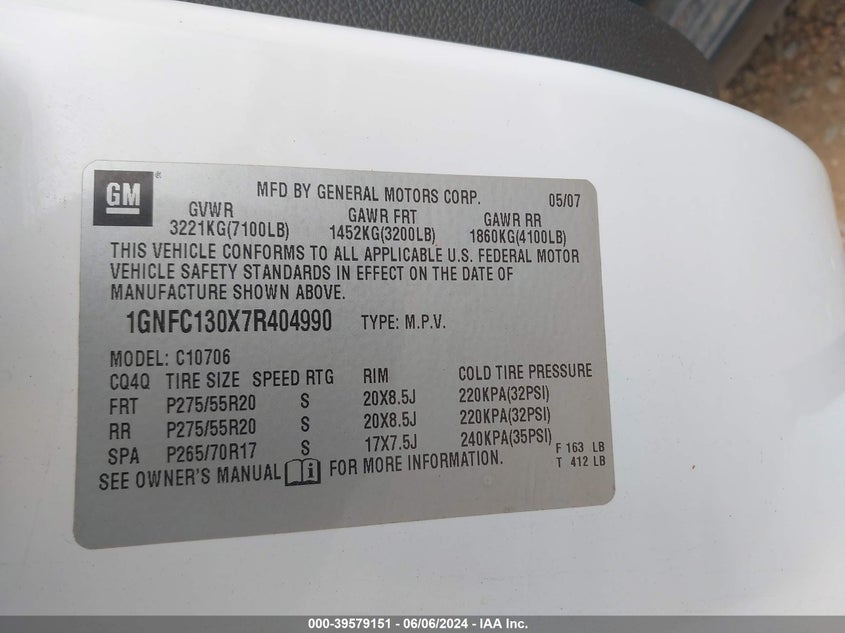 GM ®
MFD BY GENERAL MOTORS CORP. 05/07
GVWR GAWR FRT GAWR RR
3221KG(7100LB) 1452KG(3200LB) 1860KG(4100LB)
THIS VEHICLE CONFORMS TO ALL APPLICABLE U.S. FEDERAL MOTOR
VEHICLE SAFETY STANDARDS IN EFFECT ON THE DATE OF
MANUFACTURE SHOWN ABOVE.
1GNFC130X7R404990 TYPE: M.P.V.
MODEL: C10706
CQ4Q TIRE SIZE SPEED RTG RIM COLD TIRE PRESSURE
FRT P275/55R20 S 20X8.5J 220KPA(32PSI)
RR P275/55R20 S 20X8.5J 220KPA(32PSI)
SPA P265/70R17 S 17X7.5J 240KPA(35PSI)
F 163 LB
T 412 LB
SEE OWNER'S MANUAL i FOR MORE INFORMATION.
000-39579151 - 06/06/2024 - IAA Inc.